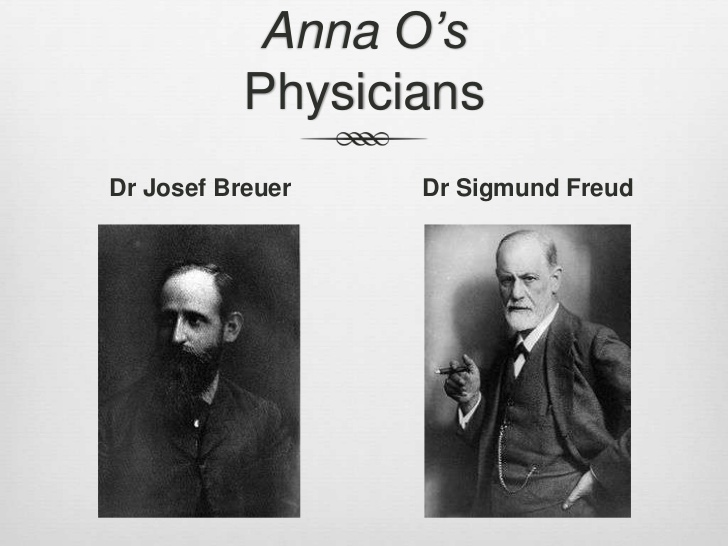 Anna O’s
Physicians
Dr Josef Breuer
Dr Sigmund Freud